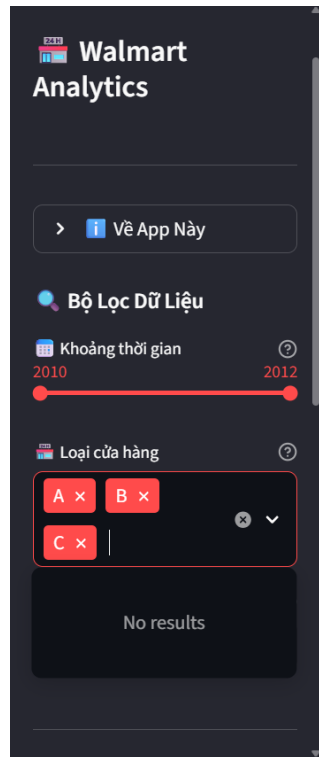 24H
Walmart
Analytics
Về App Này
Bộ Lọc Dữ Liệu
Khoảng thời gian
2010 2012
Loại cửa hàng
A × B ×
C ×
No results